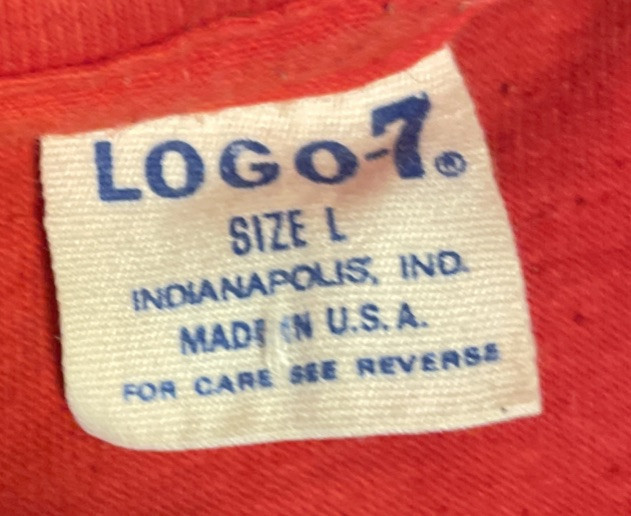 LOGO-7®
SIZE L
INDIANAPOLIS, IND.
MADE IN U.S.A.
FOR CARE SEE REVERSE